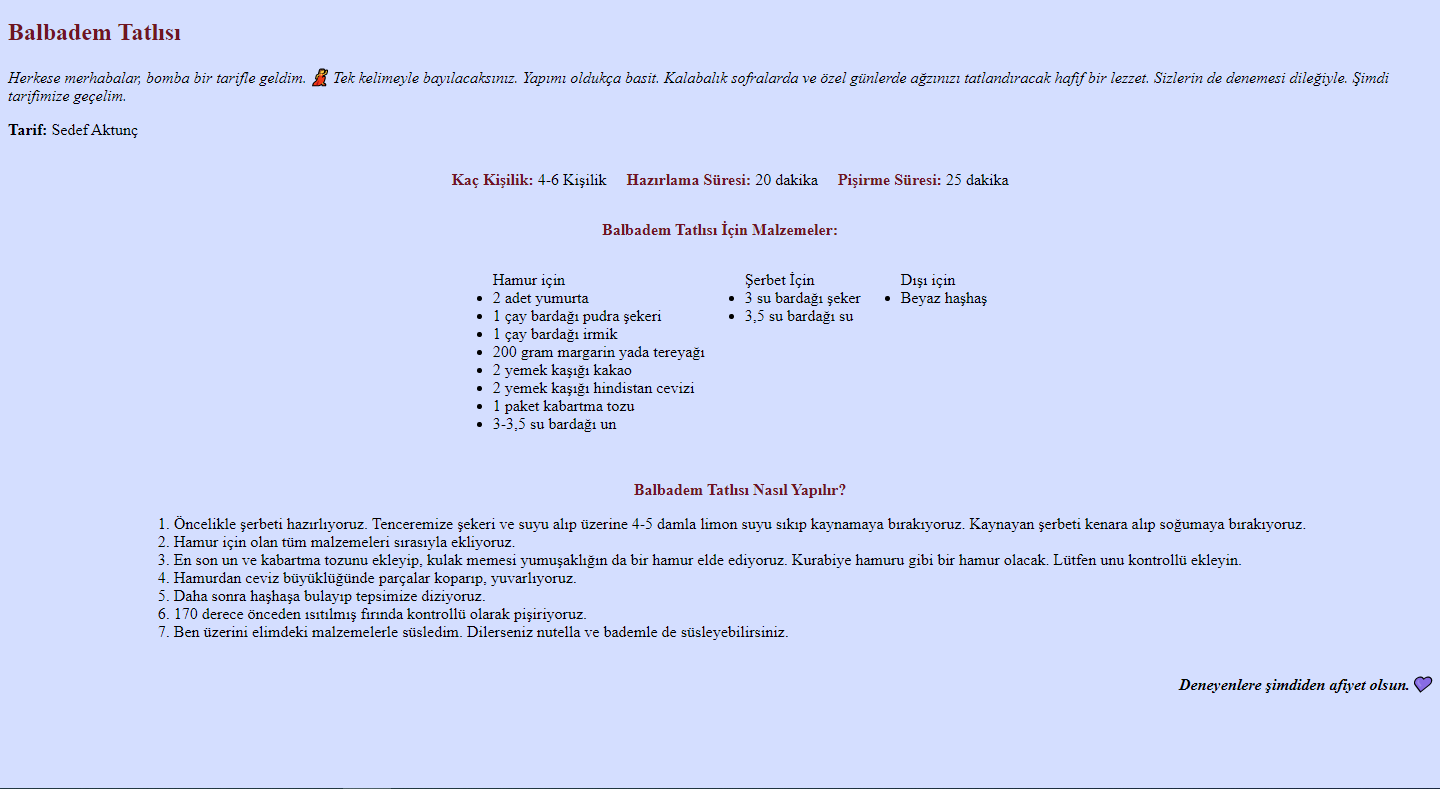 Balbadem Tatlısı
Herkese merhabalar, bomba bir tarifle geldim. 💃 Tek kelimeyle bayılacaksınız. Yapımı oldukça basit. Kalabalık sofralarda ve özel günlerde ağzınızı tatlandıracak hafif bir lezzet. Sizlerin de denemesi dileğiyle. Şimdi
tarifimize geçelim.
Tarif: Sedef Aktunç
Kaç Kişilik: 4-6 Kişilik Hazırlama Süresi: 20 dakika Pişirme Süresi: 25 dakika
Balbadem Tatlısı İçin Malzemeler:
Hamur için
• 2 adet yumurta
• 1 çay bardağı pudra şekeri
• 1 çay bardağı irmik
• 200 gram margarin yada tereyağı
• 2 yemek kaşığı kakao
• 2 yemek kaşığı hindistan cevizi
• 1 paket kabartma tozu
• 3-3,5 su bardağı un
Şerbet İçin
• 3 su bardağı şeker
• 3,5 su bardağı su
Dışı için
• Beyaz haşhaş
Balbadem Tatlısı Nasıl Yapılır?
1. Öncelikle şerbeti hazırlıyoruz. Tenceremize şekeri ve suyu alıp üzerine 4-5 damla limon suyu sıkıp kaynamaya bırakıyoruz. Kaynayan şerbeti kenara alıp soğumaya bırakıyoruz.
2. Hamur için olan tüm malzemeleri sırasıyla ekliyoruz.
3. En son un ve kabartma tozunu ekleyip, kulak memesi yumuşaklığın da bir hamur elde ediyoruz. Kurabiye hamuru gibi bir hamur olacak. Lütfen unu kontrollü ekleyin.
4. Hamurdan ceviz büyüklüğünde parçalar koparıp, yuvarlıyoruz.
5. Daha sonra haşhaşa bulayıp tepsimize diziyoruz.
6. 170 derece önceden ısıtılmış fırında kontrollü olarak pişiriyoruz.
7. Ben üzerini elimdeki malzemelerle süsledim. Dilerseniz nutella ve bademle de süsleyebilirsiniz.
Deneyenlere şimdiden afiyet olsun. 💜